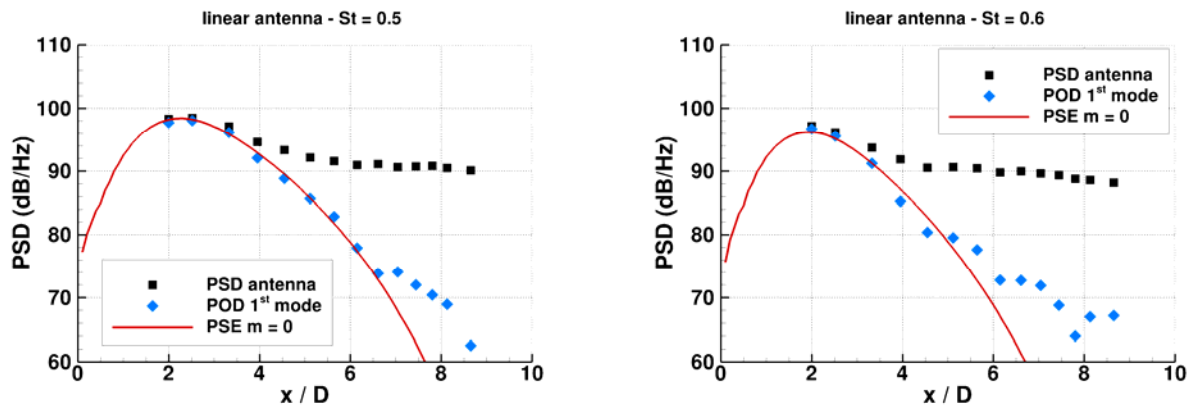 linear antenna - St = 0.5
110
100
90
80
70
60
PSD (dB/Hz)
PSD antenna
POD 1st mode
PSE m = 0
0 2 4 6 8 10
x / D
linear antenna - St = 0.6
110
100
90
80
70
60
PSD (dB/Hz)
PSD antenna
POD 1st mode
PSE m = 0
0 2 4 6 8 10
x / D